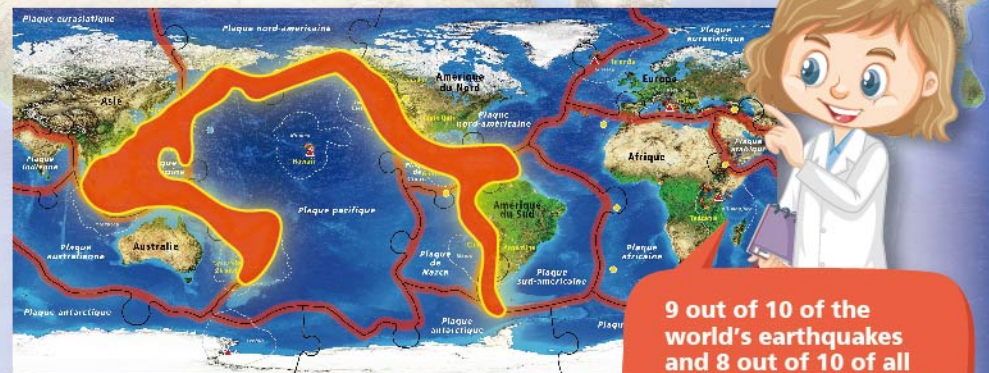 Plaque eurasiatique
Plaque nord-américaine
Plaque eurasiatique
Europe
Amérique
du Nord
Asie
Plaque
nord-américaine
Plaque
indienne
Afrique
Plaque
arabique
Hawaii
Plaque pacifique
Amérique
du Sud
Tanzanie
Australie
Plaque
australienne
Plaque
de
Nazca
Plaque
sud-américaine
Plaque
africaine
Plaque antarctique
Plaque
antarctique
9 out of 10 of the
world's earthquakes
and 8 out of 10 of all